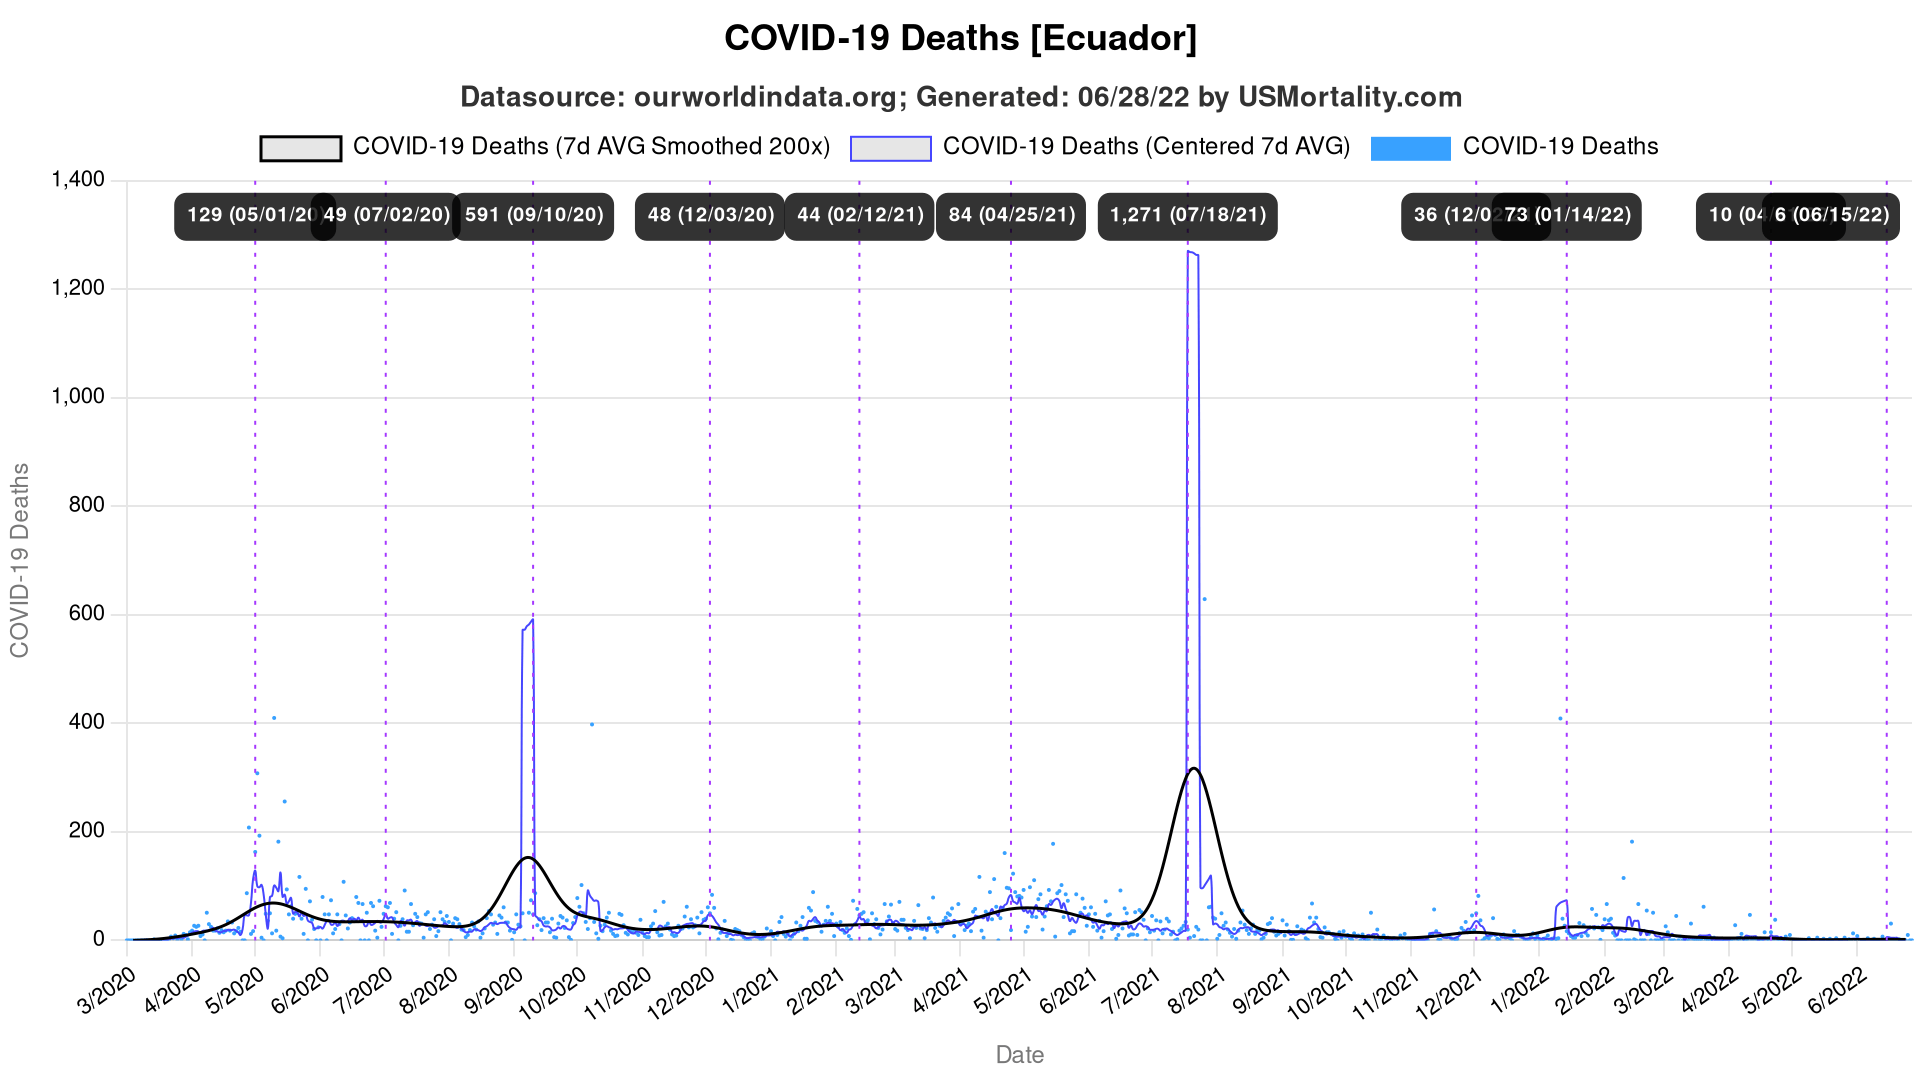 COVID-19 Deaths [Ecuador]
Datasource: ourworldindata.org; Generated: 06/28/22 by USMortality.com
COVID-19 Deaths (7d AVG Smoothed 200x) COVID-19 Deaths (Centered 7d AVG) COVID-19 Deaths
129 (05/01/20) 49 (07/02/20) 591 (09/10/20) 48 (12/03/20) 44 (02/12/21) 84 (04/25/21) 1,271 (07/18/21) 36 (12/0 73 (01/14/22) 10 (04/ 6 (06/15/22)
1,400
1,200
1,000
800
600
400
200
0
COVID-19 Deaths
3/2020 4/2020 5/2020 6/2020 7/2020 8/2020 9/2020 10/2020 11/2020 12/2020 1/2021 2/2021 3/2021 4/2021 5/2021 6/2021 7/2021 8/2021 9/2021 10/2021 11/2021 12/2021 1/2022 2/2022 3/2022 4/2022 5/2022 6/2022
Date